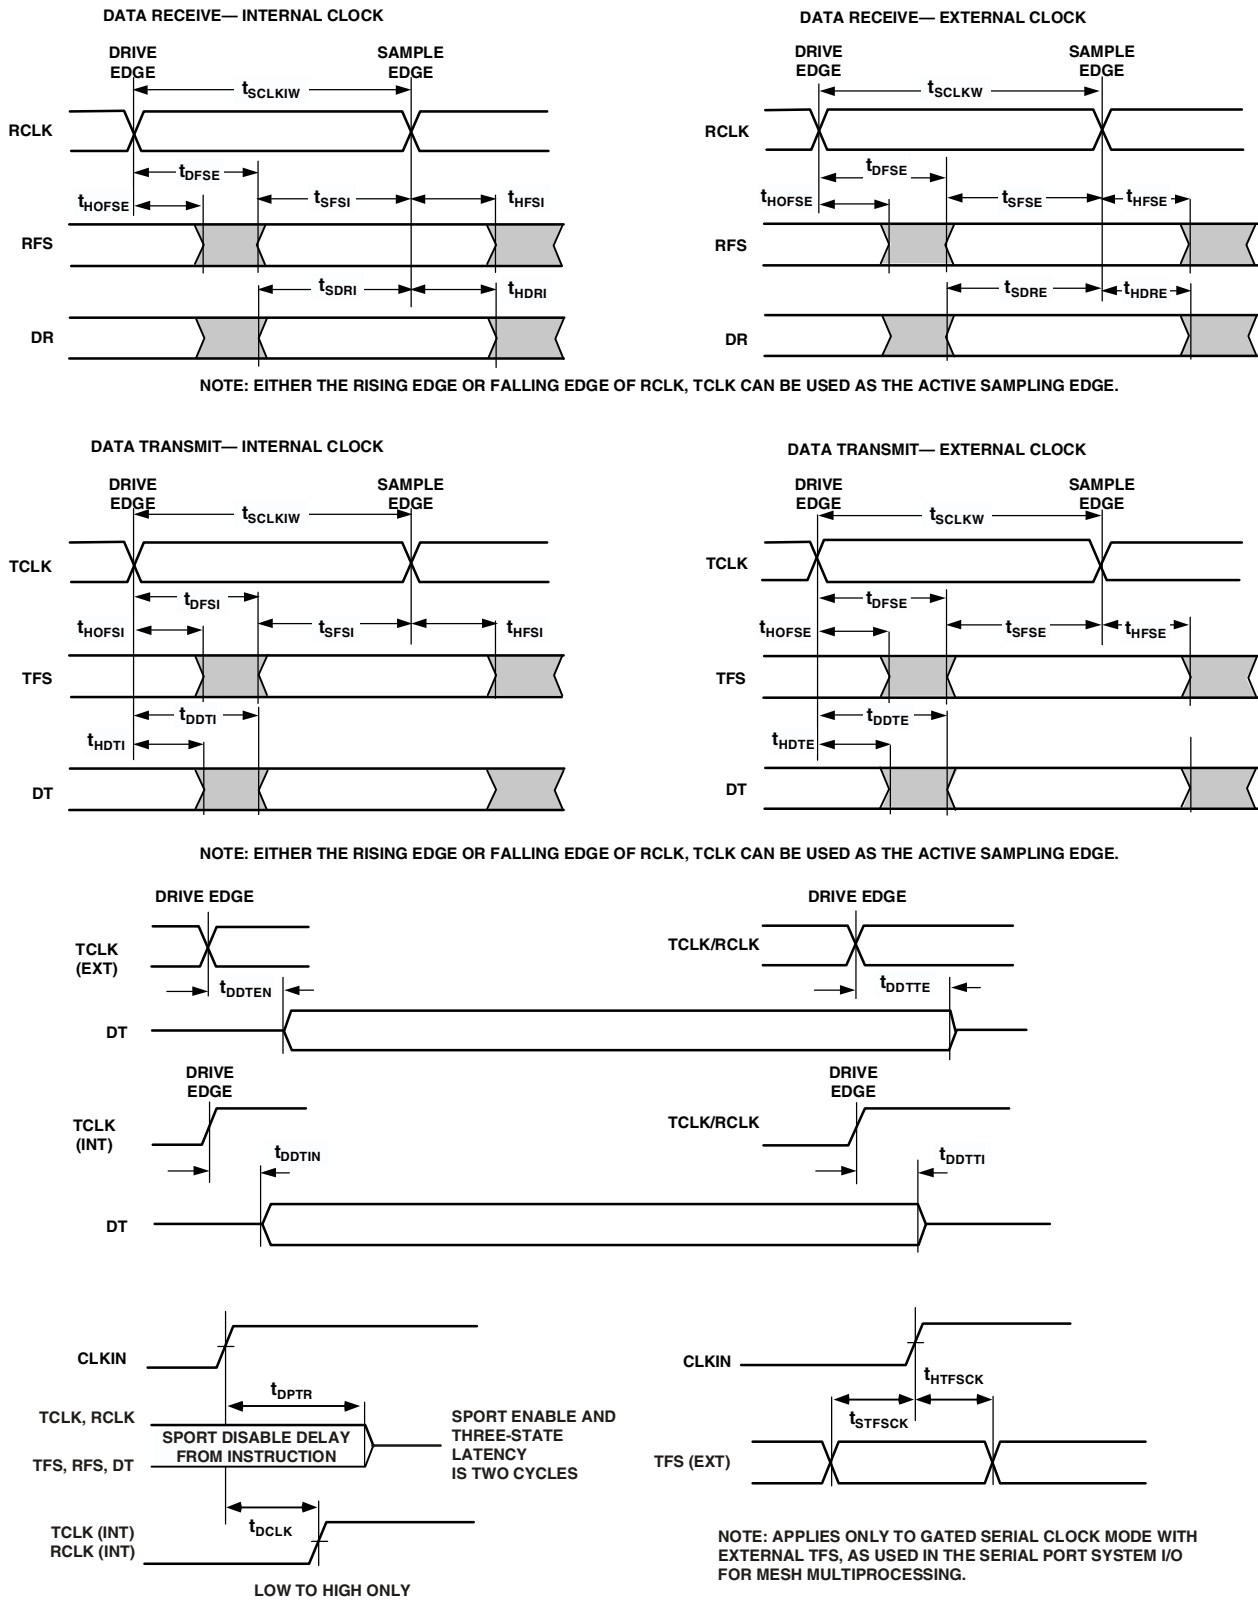 DATA RECEIVE— INTERNAL CLOCK
DRIVE EDGE
SAMPLE EDGE
tSCLKIW
RCLK
tDFSE
tHOFSE
tSFSI
tHFSI
RFS
tSDRI
tHDRI
DR
DATA RECEIVE— EXTERNAL CLOCK
DRIVE EDGE
SAMPLE EDGE
tSCLKW
RCLK
tDFSE
tHOFSE
tSFSE
tHFSE
RFS
tSDRE
tHDRE
DR
NOTE: EITHER THE RISING EDGE OR FALLING EDGE OF RCLK, TCLK CAN BE USED AS THE ACTIVE SAMPLING EDGE.
DATA TRANSMIT— INTERNAL CLOCK
DRIVE EDGE
SAMPLE EDGE
tSCLKIW
TCLK
tDFSI
tHOFSI
tSFSI
tHFSI
TFS
tDDTI
tHDTI
DT
DATA TRANSMIT— EXTERNAL CLOCK
DRIVE EDGE
SAMPLE EDGE
tSCLKW
TCLK
tDFSE
tHOFSE
tSFSE
tHFSE
TFS
tDDTE
tHDTE
DT
NOTE: EITHER THE RISING EDGE OR FALLING EDGE OF RCLK, TCLK CAN BE USED AS THE ACTIVE SAMPLING EDGE.
DRIVE EDGE
DRIVE EDGE
TCLK
(EXT)
TCLK/RCLK
tDDTEN
tDDTTE
DT
DRIVE EDGE
DRIVE EDGE
TCLK
(INT)
TCLK/RCLK
tDDTIN
tDDTTI
DT
CLKIN
tDPTR
TCLK, RCLK
SPORT DISABLE DELAY
FROM INSTRUCTION
TFS, RFS, DT
SPORT ENABLE AND
THREE-STATE
LATENCY
IS TWO CYCLES
tDCLK
TCLK (INT)
RCLK (INT)
LOW TO HIGH ONLY
CLKIN
tHTFSCK
tSTFSCK
TFS (EXT)
NOTE: APPLIES ONLY TO GATED SERIAL CLOCK MODE WITH
EXTERNAL TFS, AS USED IN THE SERIAL PORT SYSTEM I/O
FOR MESH MULTIPROCESSING.